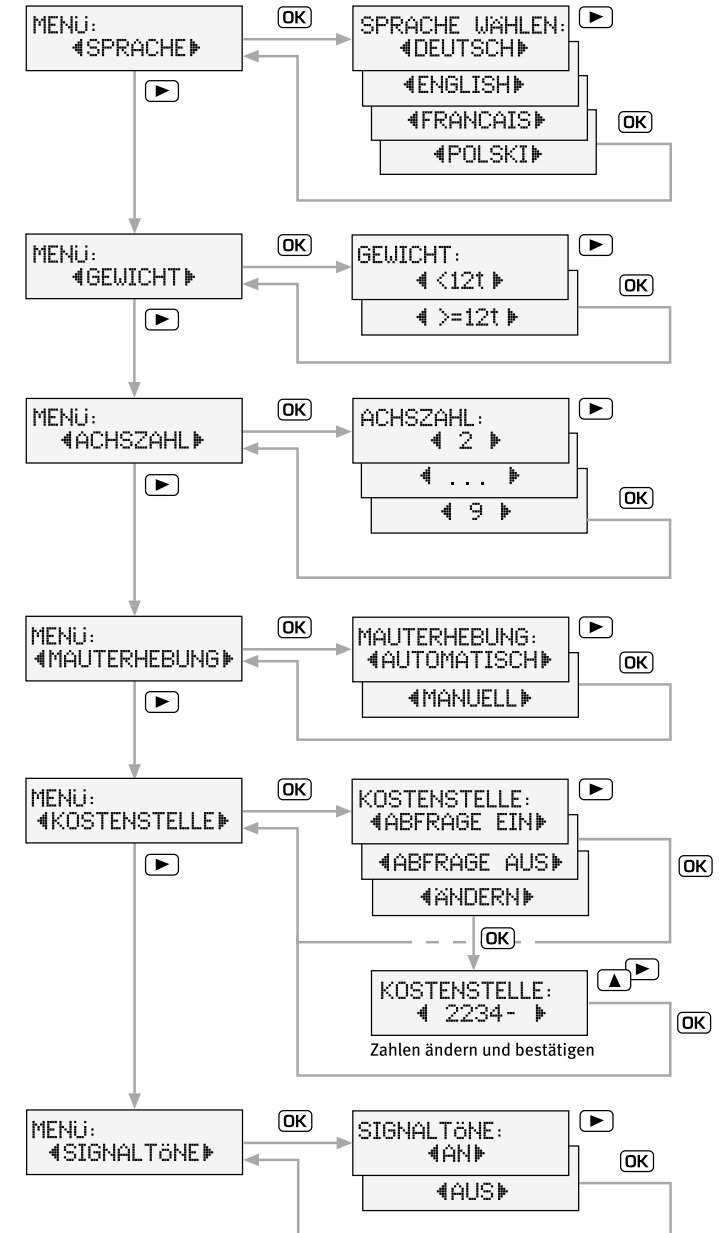 MENÜ:
SPRACHE
OK
SPRACHE WÄHLEN:
DEUTSCH
ENGLISH
FRANCAIS
POLSKI
OK
MENÜ:
GEWICHT
OK
GEWICHT:
<12t
>=12t
OK
MENÜ:
ACHSZAHL
OK
ACHSZAHL:
2
...
9
OK
MENÜ:
MAUTERHEBUNG
OK
MAUTERHEBUNG:
AUTOMATISCH
MANUELL
OK
MENÜ:
KOSTENSTELLE
OK
KOSTENSTELLE:
ABFRAGE EIN
ABFRAGE AUS
ÄNDERN
OK
OK
KOSTENSTELLE:
2234-
OK
Zahlen ändern und bestätigen
MENÜ:
SIGNALTÖNE
OK
SIGNALTÖNE:
AN
AUS
OK